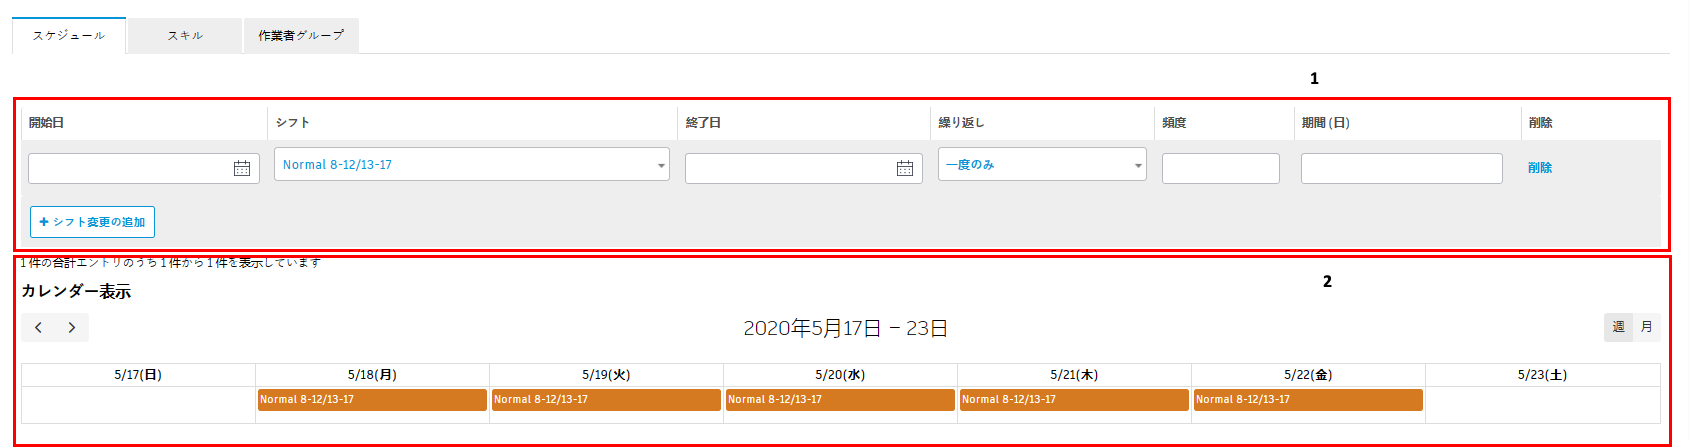 スケジュール スキル 作業者グループ
1
開始日 シフト 終了日 繰り返し 頻度 期間 (日) 削除
Normal 8-12/13-17 一度のみ 削除
+ シフト変更の追加
1 件の合計エントリのうち 1 件から 1 件を表示しています
2
カレンダー表示
2020年5月17日 – 23日 週 月
5/17(日) 5/18(月) 5/19(火) 5/20(水) 5/21(木) 5/22(金) 5/23(土)
Normal 8-12/13-17 Normal 8-12/13-17 Normal 8-12/13-17 Normal 8-12/13-17 Normal 8-12/13-17